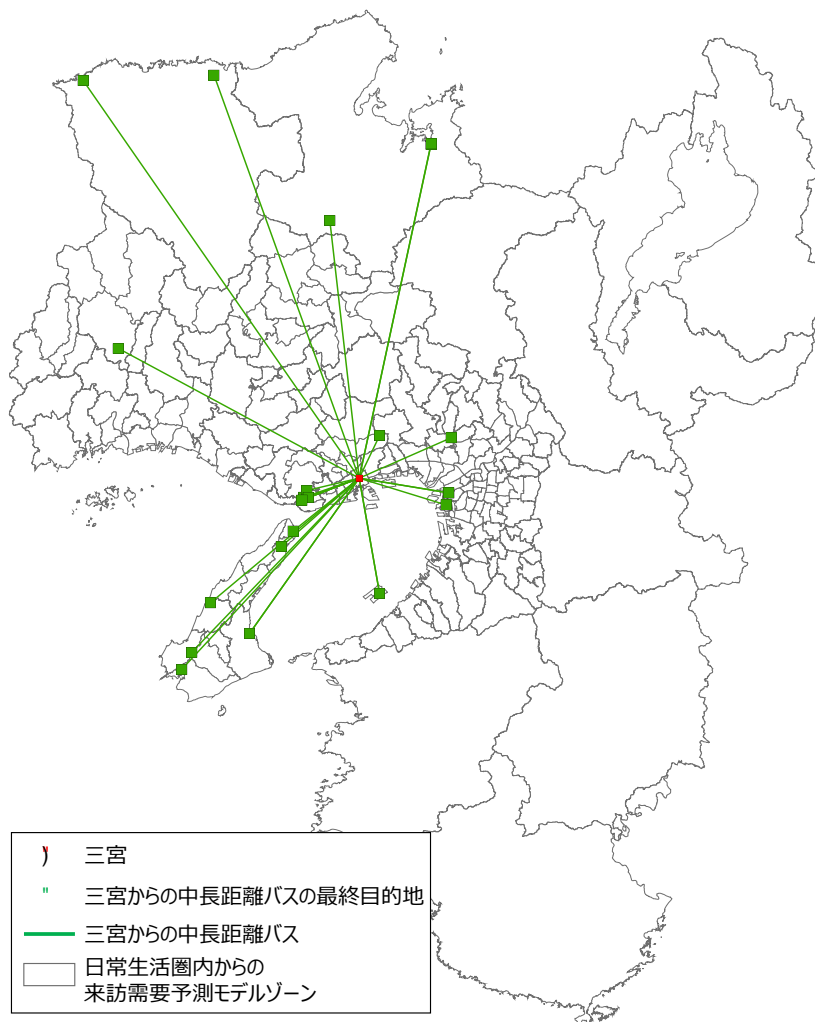 三宮
三宮からの中長距離バスの最終目的地
三宮からの中長距離バス
日常生活圏内からの
来訪需要予測モデルゾーン